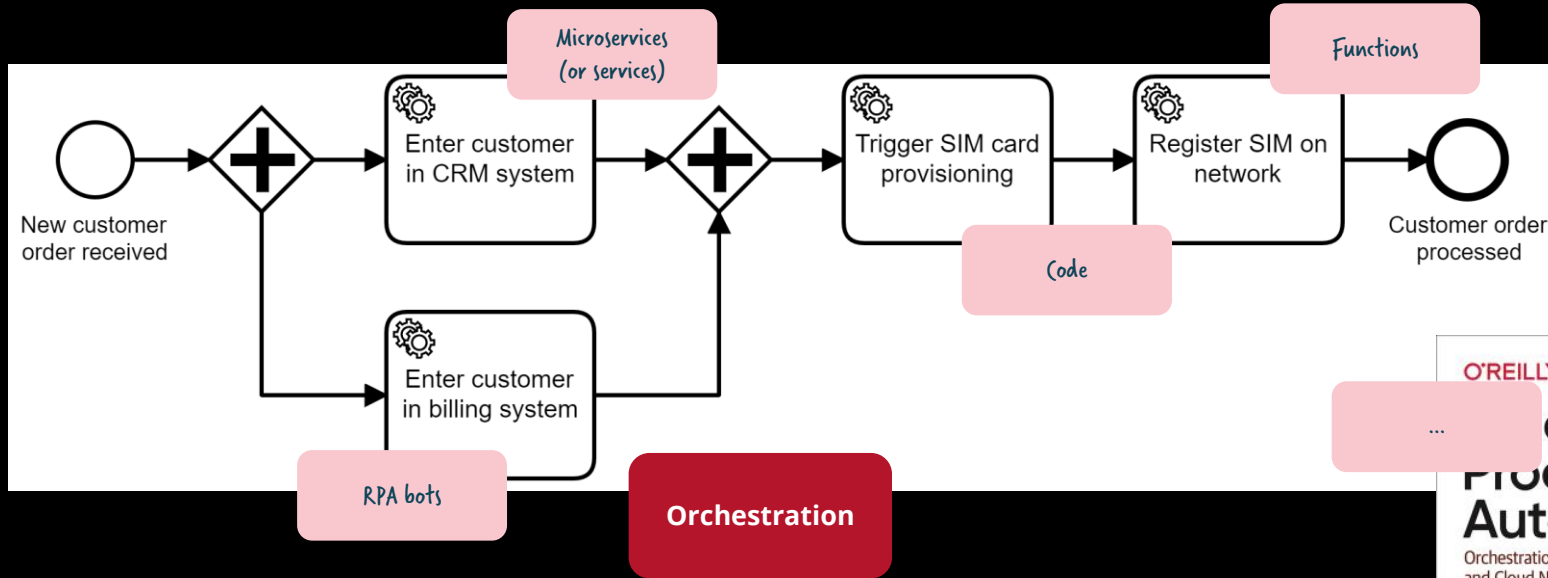 Microservices
(or services)
Functions
Enter customer
in CRM system
Trigger SIM card
provisioning
Register SIM on
network
New customer
order received
Customer order
processed
Code
Enter customer
in billing system
RPA bots
Orchestration
O'REILLY
...
Orchestration